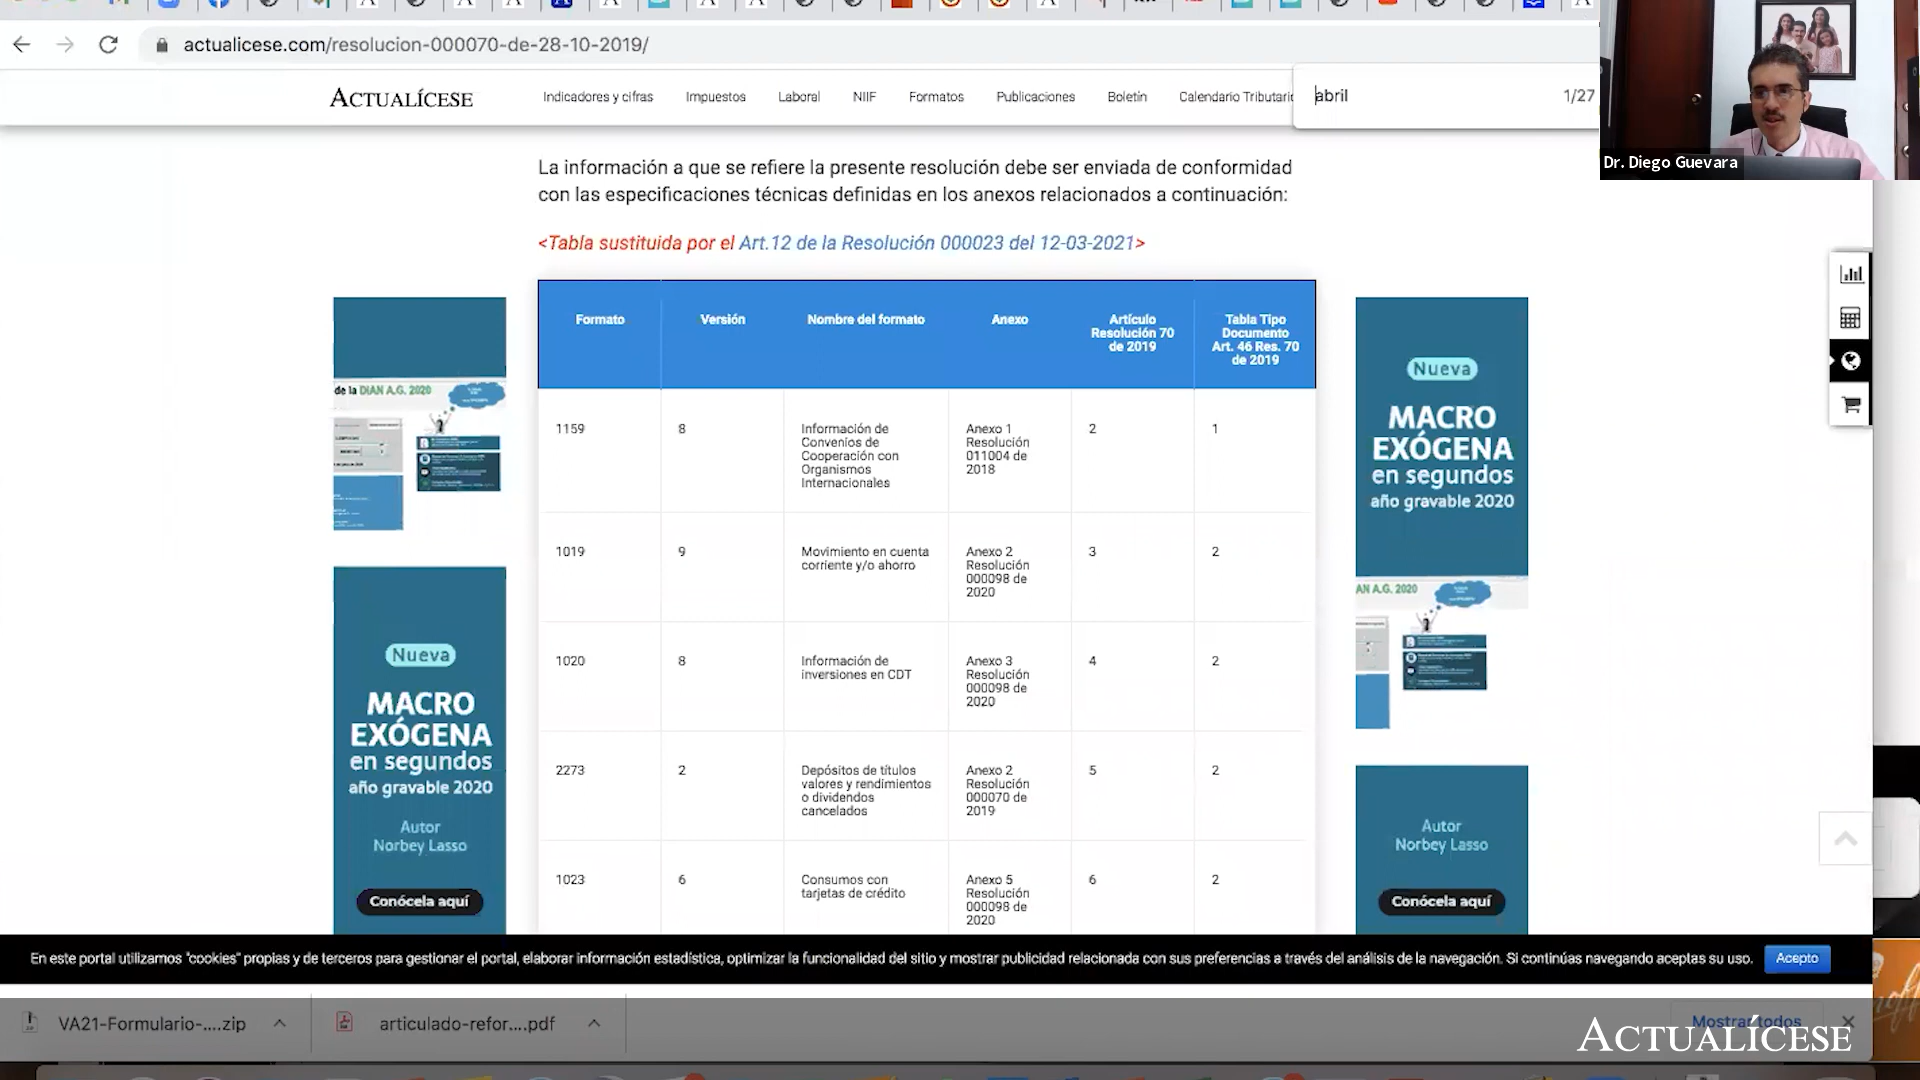 actualicese.com/resolucion-000070-de-28-10-2019/
ACTUALÍCESE
Indicadores y cifras
Impuestos
Laboral
NIIF
Formatos
Publicaciones
Boletín
Calendario Tributario
abril
1/27
Dr. Diego Guevara
La información a que se refiere la presente resolución debe ser enviada de conformidad
con las especificaciones técnicas definidas en los anexos relacionados a continuación:
<Tabla sustituida por el Art.12 de la Resolución 000023 del 12-03-2021>
Formato
Versión
Nombre del formato
Anexo
Artículo
Resolución 70
de 2019
Tabla Tipo
Documento
Art. 46 Res. 70
de 2019
1159
8
Información de
Convenios de
Cooperación con
Organismos
Internacionales
Anexo 1
Resolución
011004 de
2018
2
1
1019
9
Movimiento en cuenta
corriente y/o ahorro
Anexo 2
Resolución
000098 de
2020
3
2
1020
8
Información de
inversiones en CDT
Anexo 3
Resolución
000098 de
2020
4
2
2273
2
Depósitos de títulos
valores y rendimientos
o dividendos
cancelados
Anexo 2
Resolución
000070 de
2019
5
2
1023
6
Consumos con
tarjetas de crédito
Anexo 5
Resolución
000098 de
2020
6
2
de la DIAN A.G. 2020
Nueva
MACRO
EXÓGENA
en segundos
año gravable 2020
Autor
Norbey Lasso
Conócela aquí
Nueva
MACRO
EXÓGENA
en segundos
año gravable 2020
AN A.G. 2020
Autor
Norbey Lasso
Conócela aquí
En este portal utilizamos "cookies" propias y de terceros para gestionar el portal, elaborar información estadística, optimizar la funcionalidad del sitio y mostrar publicidad relacionada con sus preferencias a través del análisis de la navegación. Si continúas navegando aceptas su uso.
Acepto
VA21-Formulario-....zip
articulado-refor....pdf
Mostrar todos
ACTUALÍCESE